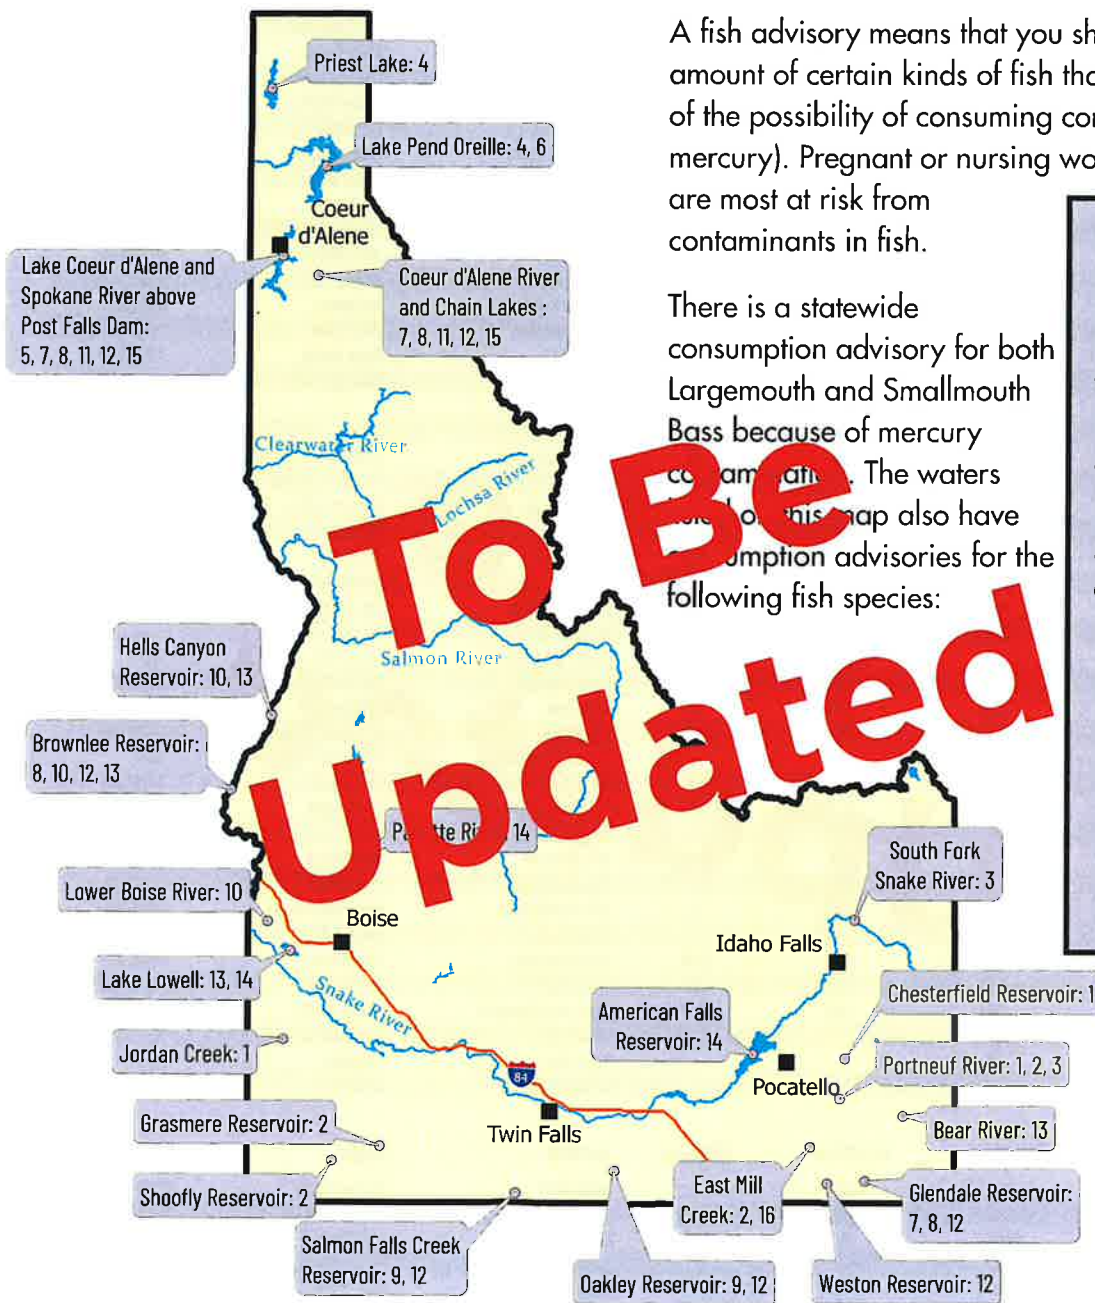 A fish advisory means that you sh
amount of certain kinds of fish tha
of the possibility of consuming con
mercury). Pregnant or nursing wo
are most at risk from
contaminants in fish.
There is a statewide
consumption advisory for both
Largemouth and Smallmouth
Bass because of mercury
. The waters
this map also have
advisories for the
following fish species:
To Be
Updated
Priest Lake: 4
Lake Pend Oreille: 4, 6
Coeur
d'Alene
Lake Coeur d'Alene and
Spokane River above
Post Falls Dam:
5, 7, 8, 11, 12, 15
Coeur d'Alene River
and Chain Lakes :
7, 8, 11, 12, 15
Clearwater River
Lochsa River
Salmon River
Hells Canyon
Reservoir: 10, 13
Brownlee Reservoir:
8, 10, 12, 13
14
Lower Boise River: 10
Boise
Lake Lowell: 13, 14
Snake River
Jordan Creek: 1
Grasmere Reservoir: 2
Shoofly Reservoir: 2
84
Twin Falls
Salmon Falls Creek
Reservoir: 9, 12
Oakley Reservoir: 9, 12
East Mill
Creek: 2, 16
Weston Reservoir: 12
Glendale Reservoir:
7, 8, 12
Bear River: 13
Portneuf River: 1, 2, 3
Chesterfield Reservoir: 1
Pocatello
American Falls
Reservoir: 14
Idaho Falls
South Fork
Snake River: 3